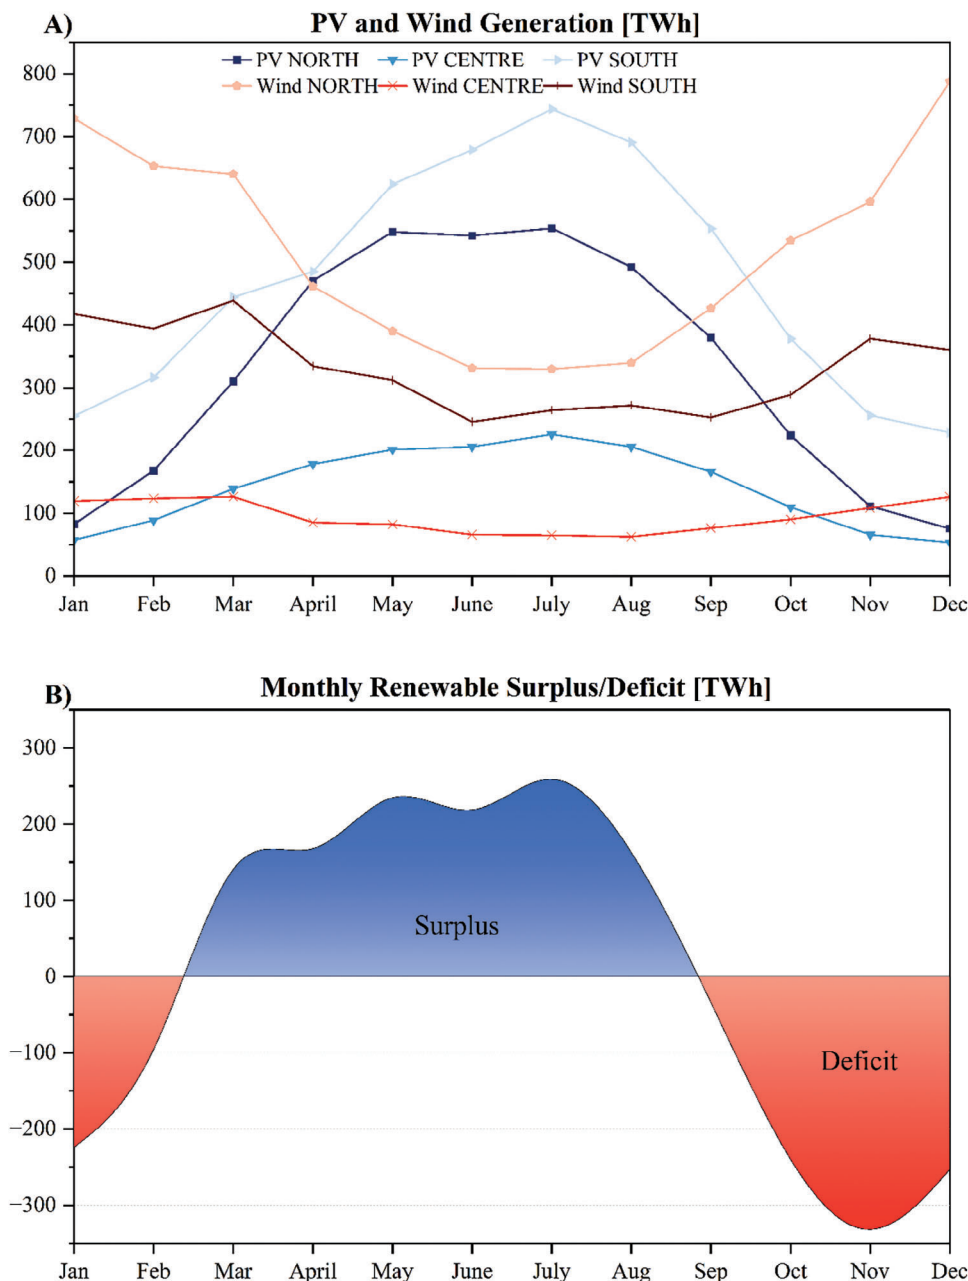 A)
PV and Wind Generation [TWh]
PV NORTH PV CENTRE PV SOUTH
Wind NORTH Wind CENTRE Wind SOUTH
800
700
600
500
400
300
200
100
0
Jan Feb Mar April May June July Aug Sep Oct Nov Dec
B)
Monthly Renewable Surplus/Deficit [TWh]
300
200
100
0
−100
−200
−300
Surplus
Deficit
Jan Feb Mar April May June July Aug Sep Oct Nov Dec